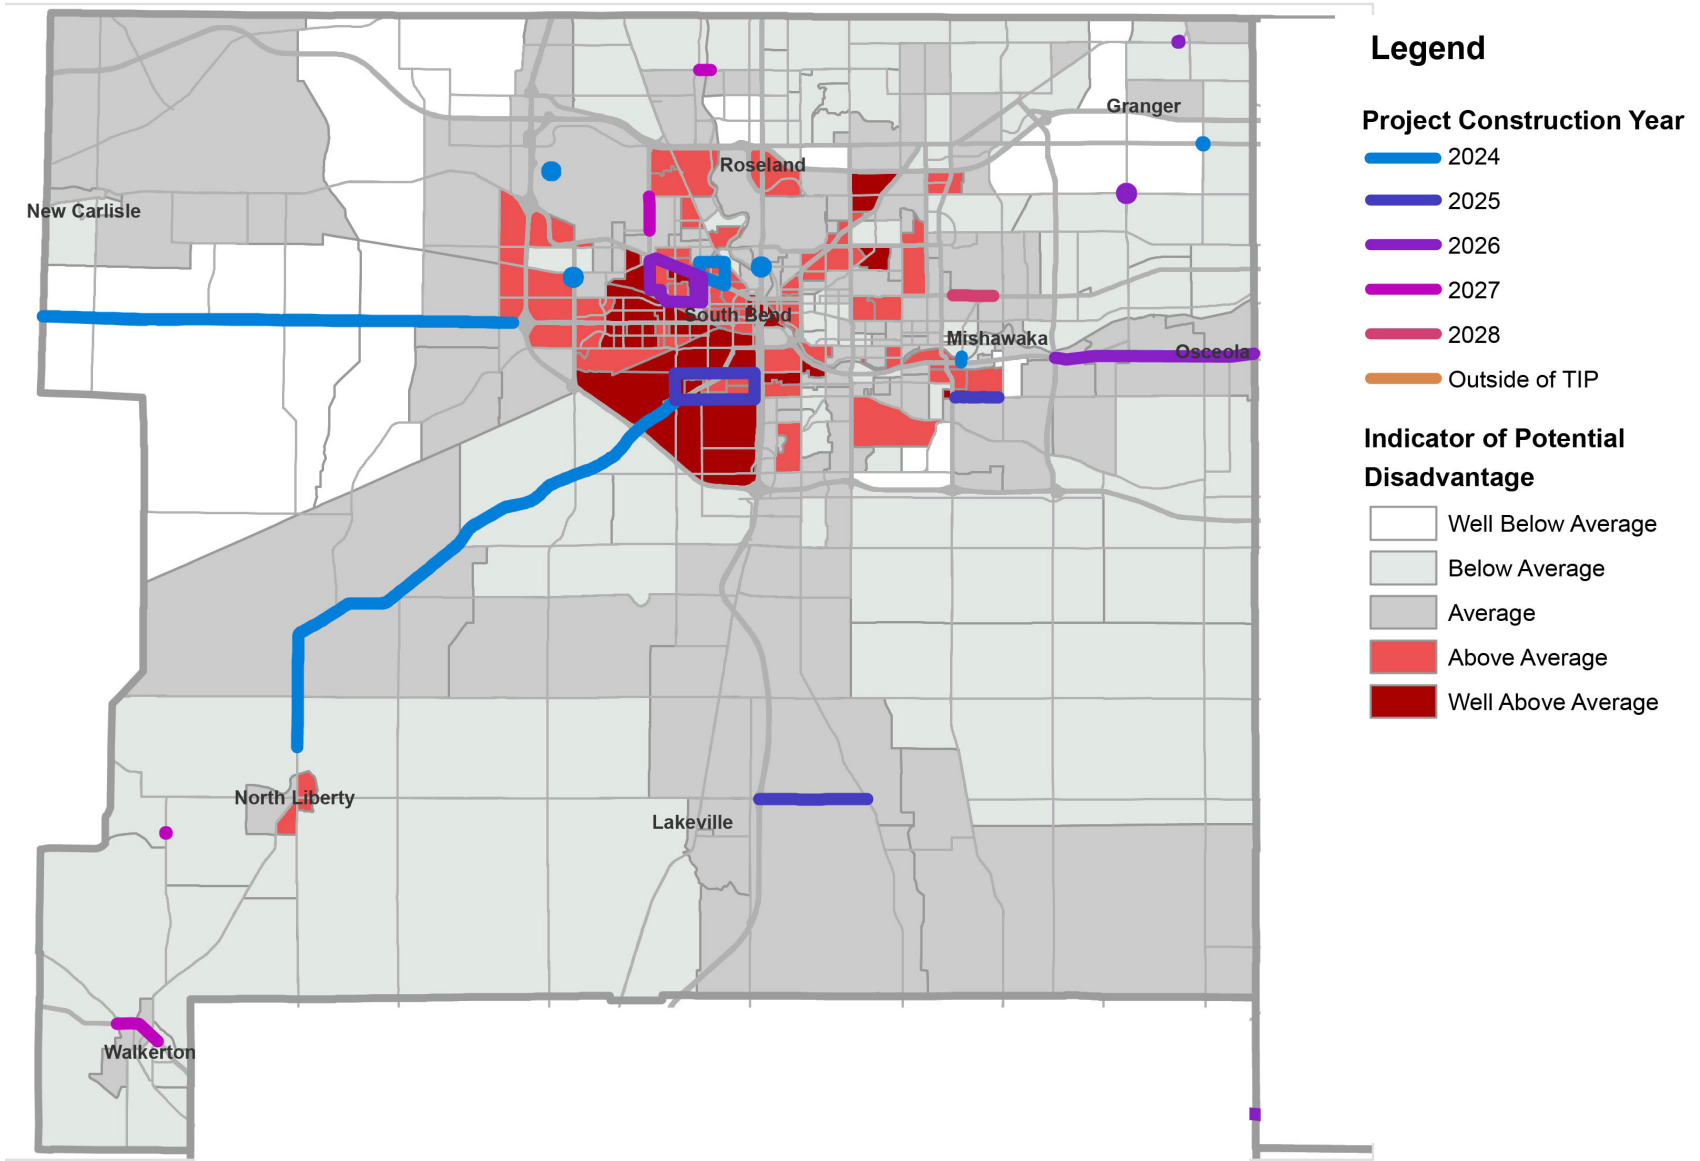 Legend
Project Construction Year
2024
2025
2026
2027
2028
Outside of TIP
Indicator of Potential
Disadvantage
Well Below Average
Below Average
Average
Above Average
Well Above Average
Granger
Roseland
New Carlisle
South Bend
Mishawaka
Osceola
North Liberty
Lakeville
Walkerton